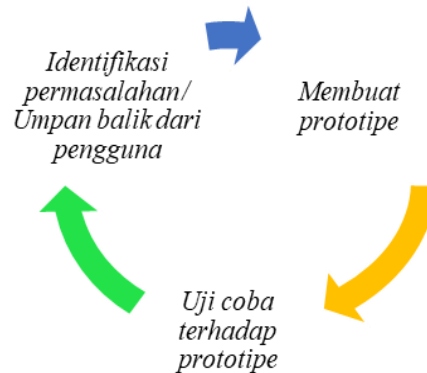 Identifikasi
permasalahan/
Umpan balik dari
pengguna
Membuat
prototipe
Uji coba
terhadap
prototipe